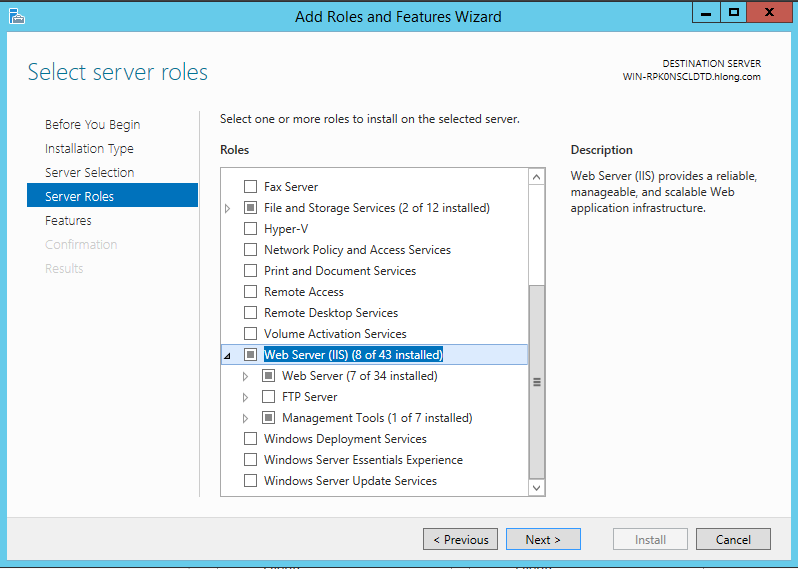 Add Roles and Features Wizard
Select server roles
DESTINATION SERVER
WIN-RPK0NSCLDTD.hlong.com
Before You Begin
Installation Type
Server Selection
Server Roles
Features
Confirmation
Results
Select one or more roles to install on the selected server.
Roles
Fax Server
File and Storage Services (2 of 12 installed)
Hyper-V
Network Policy and Access Services
Print and Document Services
Remote Access
Remote Desktop Services
Volume Activation Services
Web Server (IIS) (8 of 43 installed)
Web Server (7 of 34 installed)
FTP Server
Management Tools (1 of 7 installed)
Windows Deployment Services
Windows Server Essentials Experience
Windows Server Update Services
Description
Web Server (IIS) provides a reliable,
manageable, and scalable Web
application infrastructure.
< Previous
Next >
Install
Cancel